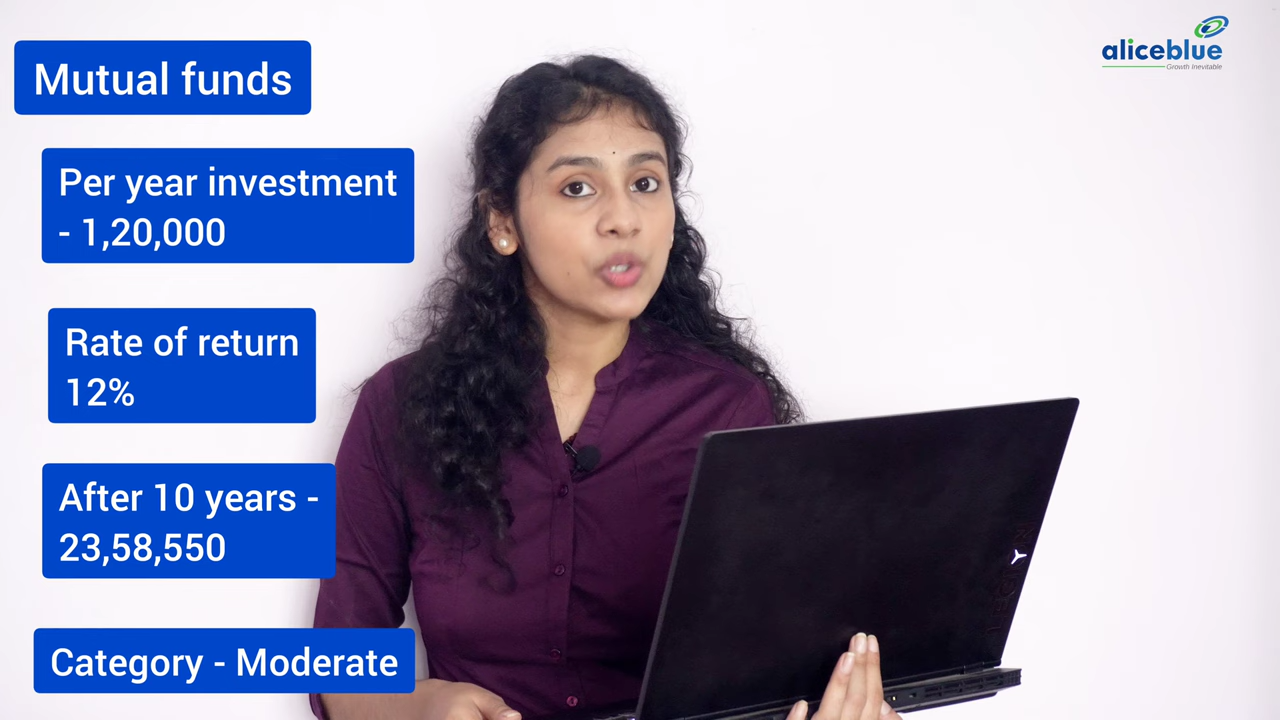 Mutual funds
Per year investment
- 1,20,000
Rate of return
12%
After 10 years -
23,58,550
Category - Moderate
aliceblue
Growth Inevitable
LEGION